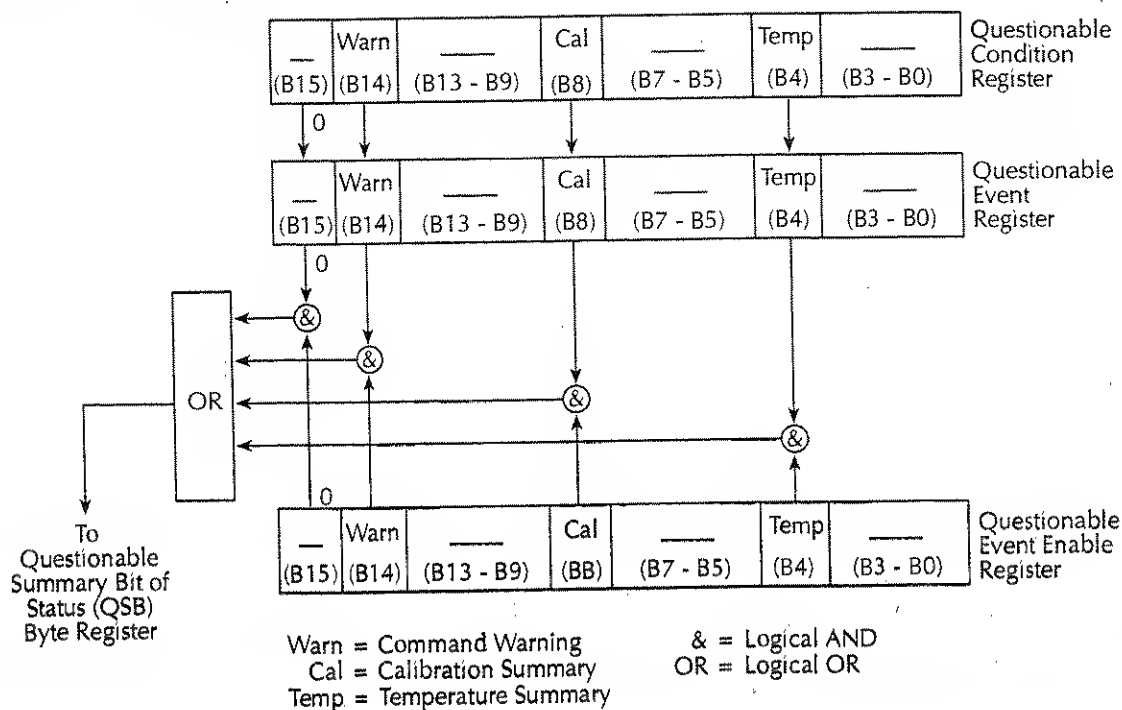 Warn Cal Temp
(B15) (B14) (B13 - B9) (B8) (B7 - B5) (B4) (B3 - B0)
Questionable
Condition
Register
0
Warn Cal Temp
(B15) (B14) (B13 - B9) (B8) (B7 - B5) (B4) (B3 - B0)
Questionable
Event
Register
0
&
&
&
&
OR
0
Warn Cal Temp
(B15) (B14) (B13 - B9) (BB) (B7 - B5) (B4) (B3 - B0)
Questionable
Event Enable
Register
To
Questionable
Summary Bit of
Status (QSB)
Byte Register
Warn = Command Warning
Cal = Calibration Summary
Temp = Temperature Summary
& = Logical AND
OR = Logical OR